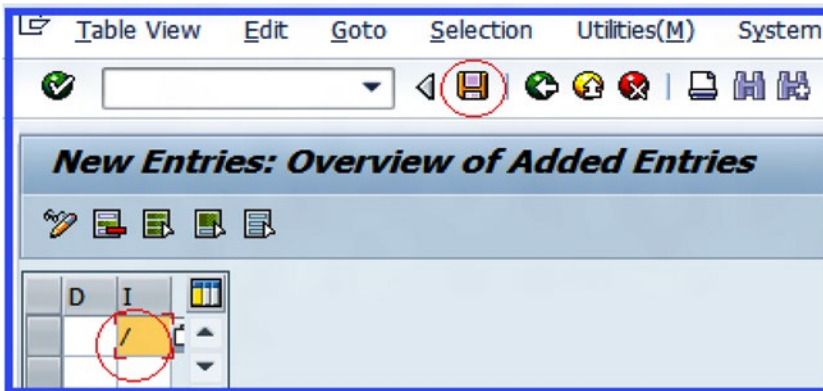 Table View Edit Goto Selection Utilities(M) System
New Entries: Overview of Added Entries
D I
/